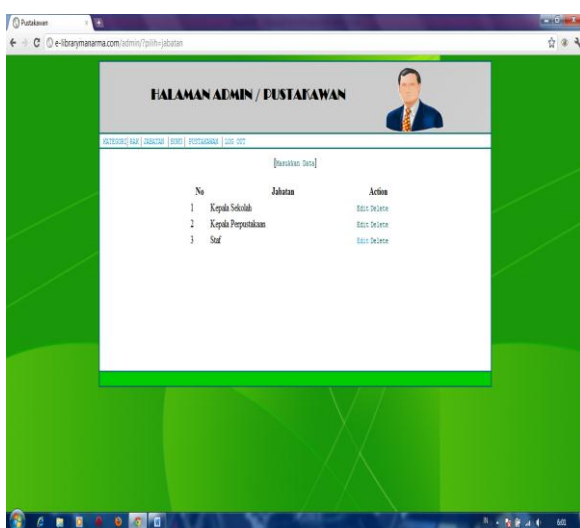 Pustakawan
e-librarymanarma.com/admin/?pilih=jabatan
HALAMAN ADMIN / PUSTAKAWAN
KATEGORI| RAK| JABATAN |BUKU| PUSTAKAWAN |LOG OUT
[Masukkan Data]
No Jabatan Action
1 Kepala Sekolah Edit Delete
2 Kepala Perpustakaan Edit Delete
3 Staf Edit Delete